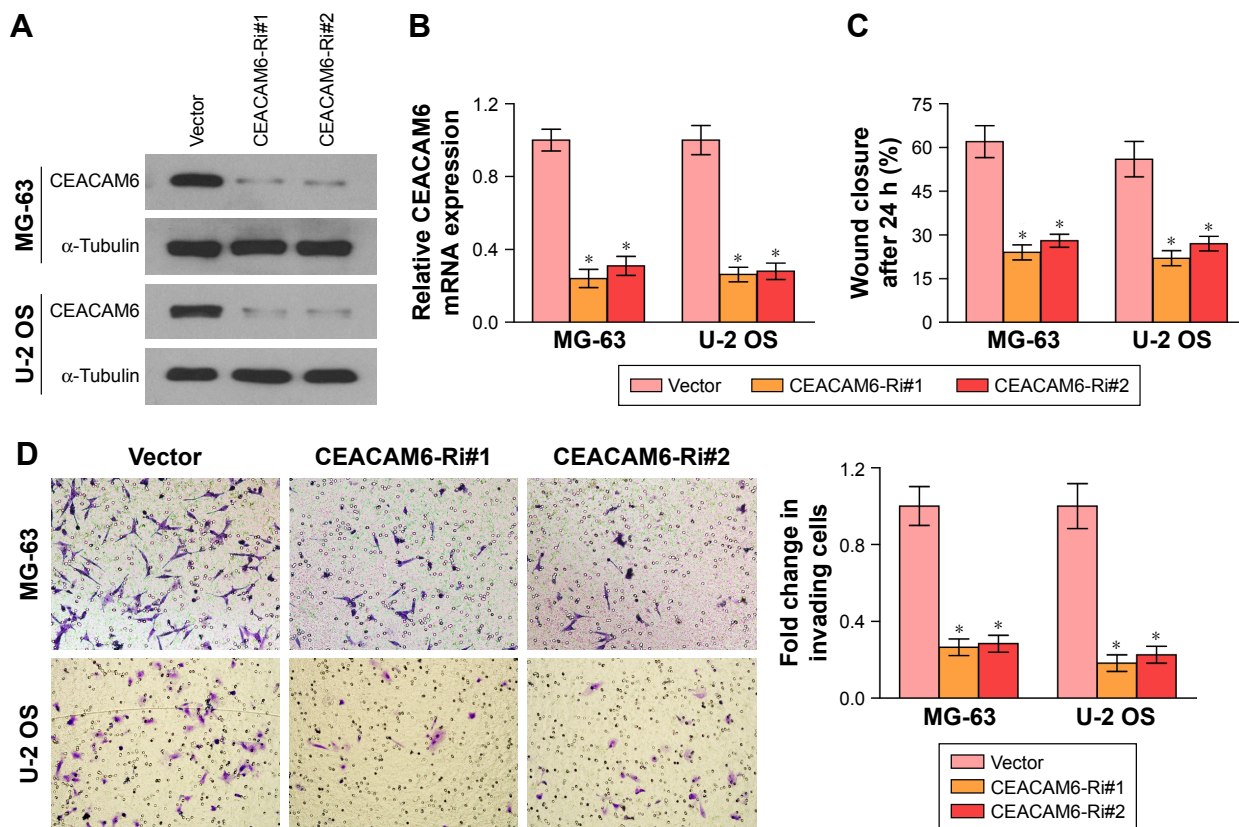 A
Vector
CEACAM6-Ri#1
CEACAM6-Ri#2
MG-63
CEACAM6
α-Tubulin
U-2 OS
CEACAM6
α-Tubulin
B
Relative CEACAM6
mRNA expression
1.2
1.0
0.8
0.4
0.0
*
*
*
*
MG-63
U-2 OS
C
Wound closure
after 24 h (%)
75
60
45
30
15
0
*
*
*
*
MG-63
U-2 OS
Vector
CEACAM6-Ri#1
CEACAM6-Ri#2
D
Vector
CEACAM6-Ri#1
CEACAM6-Ri#2
MG-63
U-2 OS
Fold change in
invading cells
1.2
0.8
0.4
0.0
*
*
*
*
MG-63
U-2 OS
Vector
CEACAM6-Ri#1
CEACAM6-Ri#2